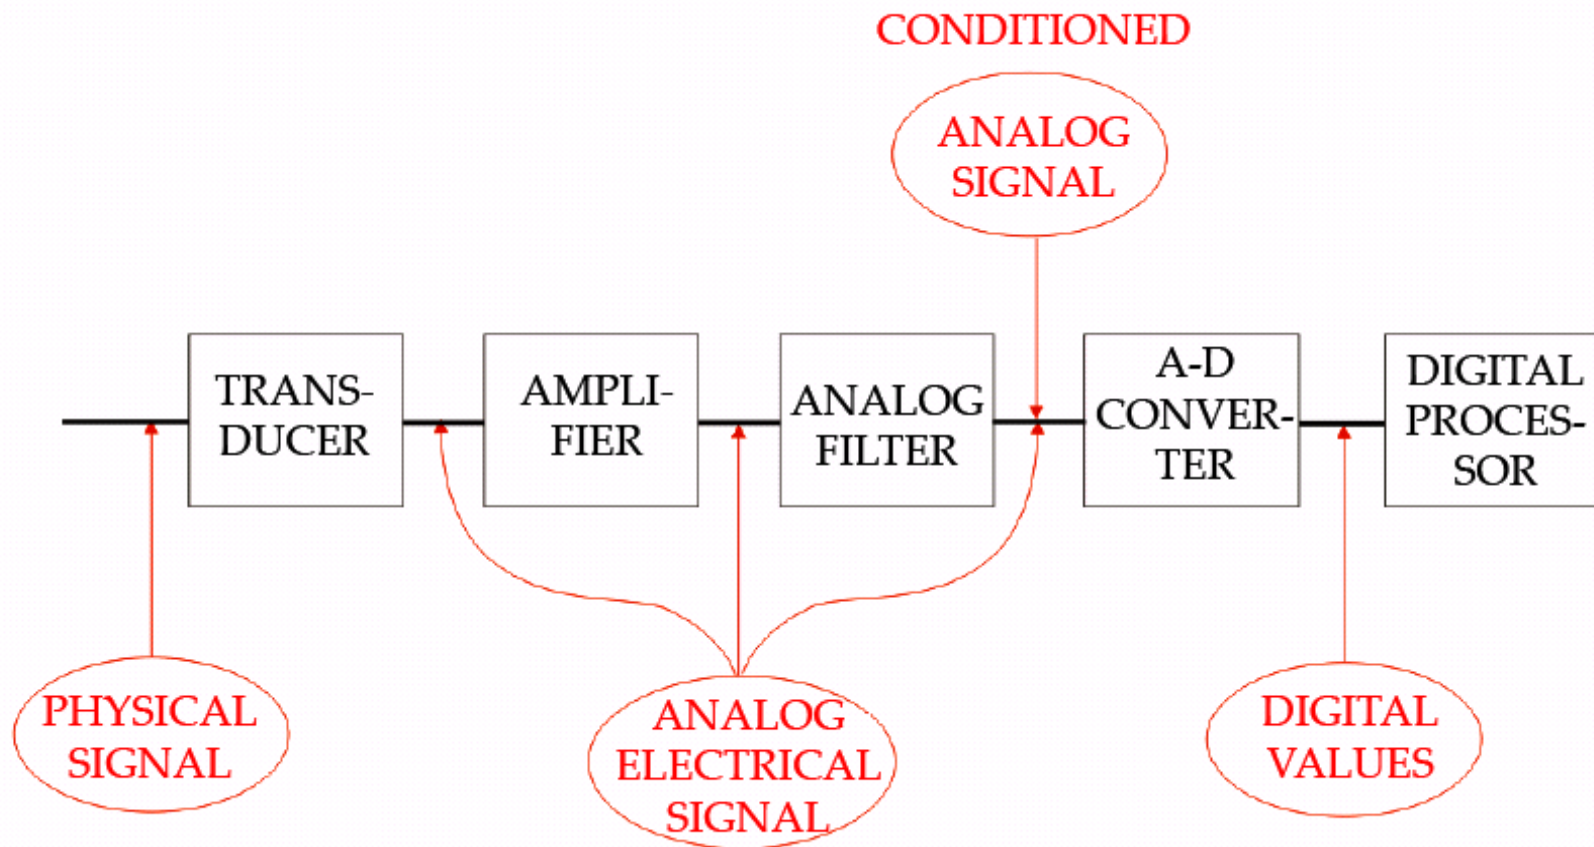 CONDITIONED
ANALOG
SIGNAL
TRANS-
DUCER
AMPLI-
FIER
ANALOG
FILTER
A-D
CONVER-
TER
DIGITAL
PROCES-
SOR
PHYSICAL
SIGNAL
ANALOG
ELECTRICAL
SIGNAL
DIGITAL
VALUES